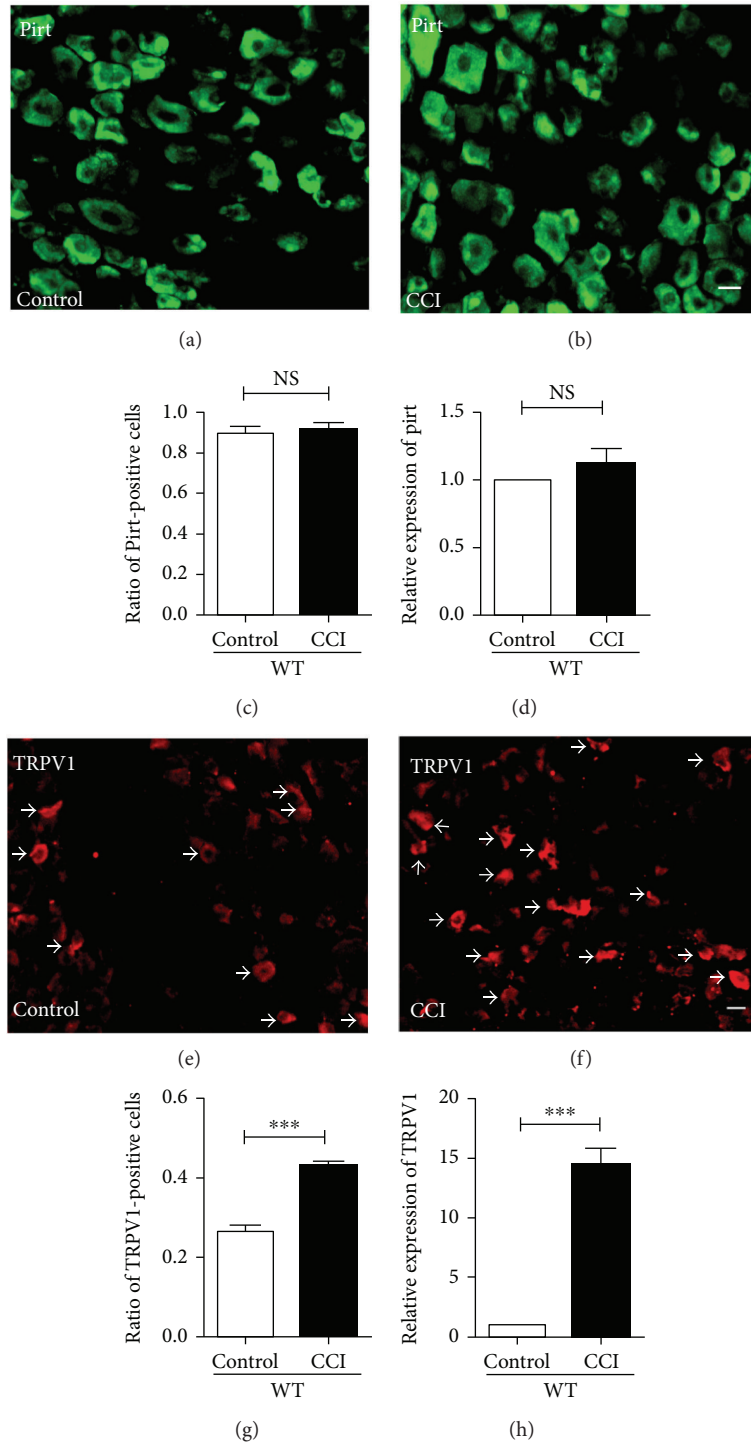 Pirt
Control
(a)
Pirt
CCI
(b)
Ratio of Pirt-positive cells
1.0
0.8
0.6
0.4
0.2
0.0
NS
Control
CCI
WT
(c)
Relative expression of pirt
1.5
1.0
0.5
0.0
NS
Control
CCI
WT
(d)
TRPV1
Control
(e)
TRPV1
CCI
(f)
Ratio of TRPV1-positive cells
0.6
0.4
0.2
0.0
***
Control
CCI
WT
(g)
Relative expression of TRPV1
20
15
10
5
0
***
Control
CCI
WT
(h)